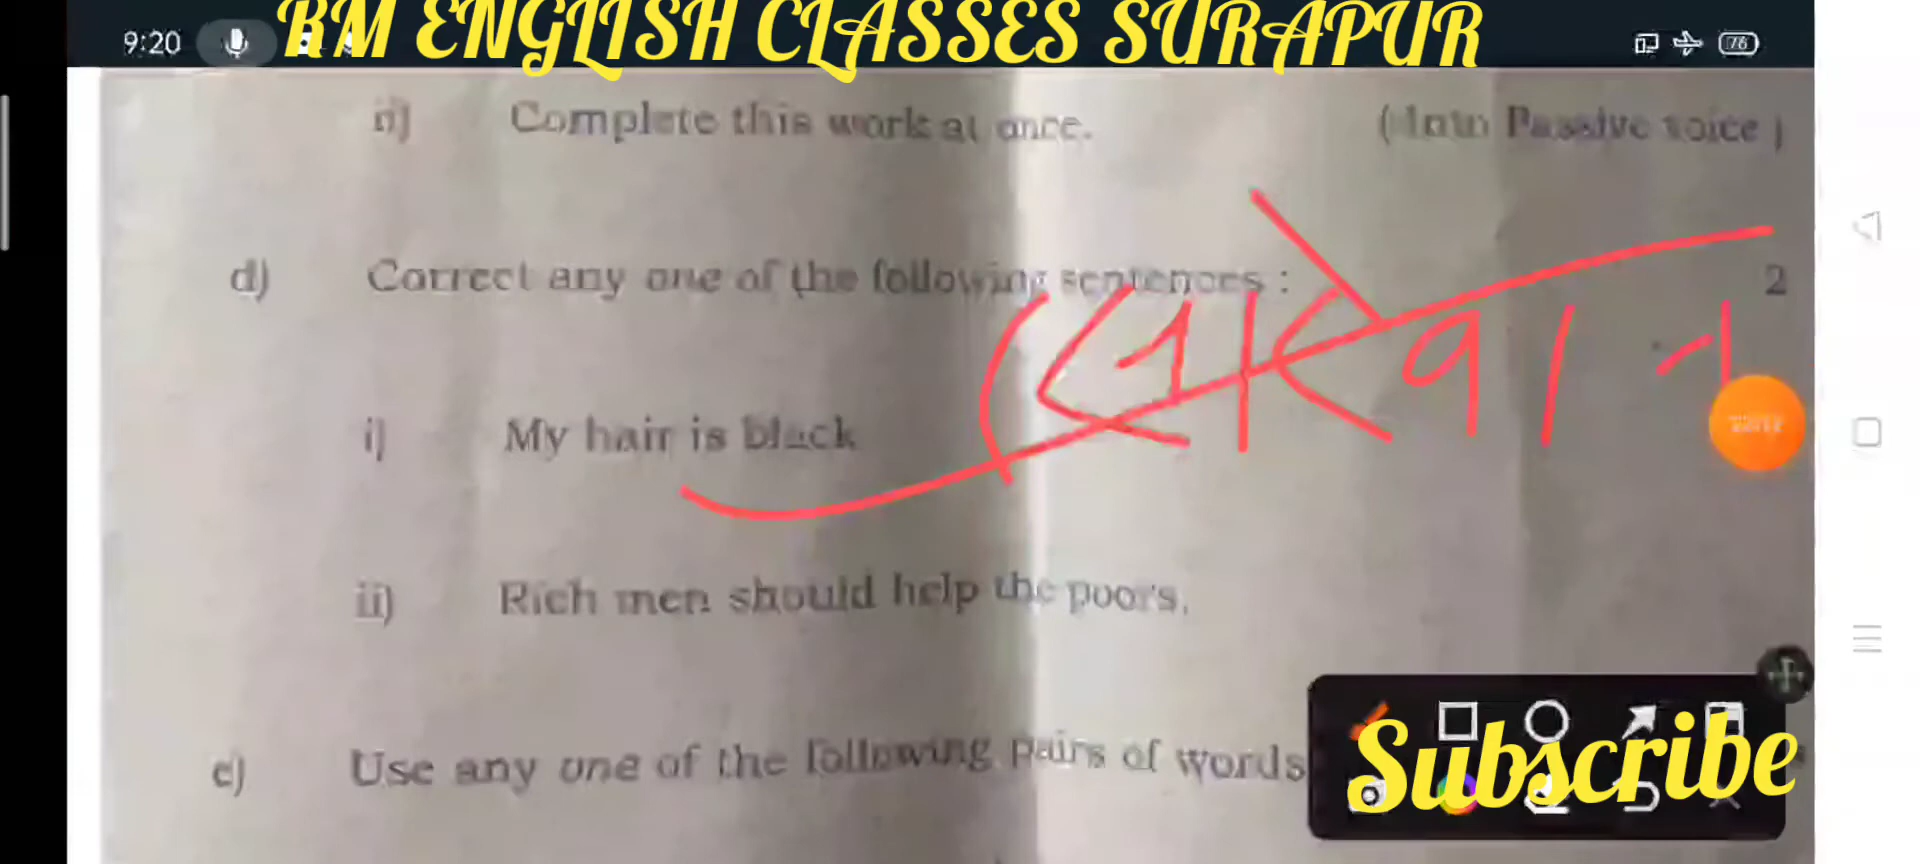 RM ENGLISH CLASSES SURAPUR
9:20 76
ii) Complete this work at once. (Into Passive voice)
d) Correct any one of the following sentences : 2
i) My hair is black
ii) Rich men should help the poors.
e) Use any one of the following pairs of words
Subscribe